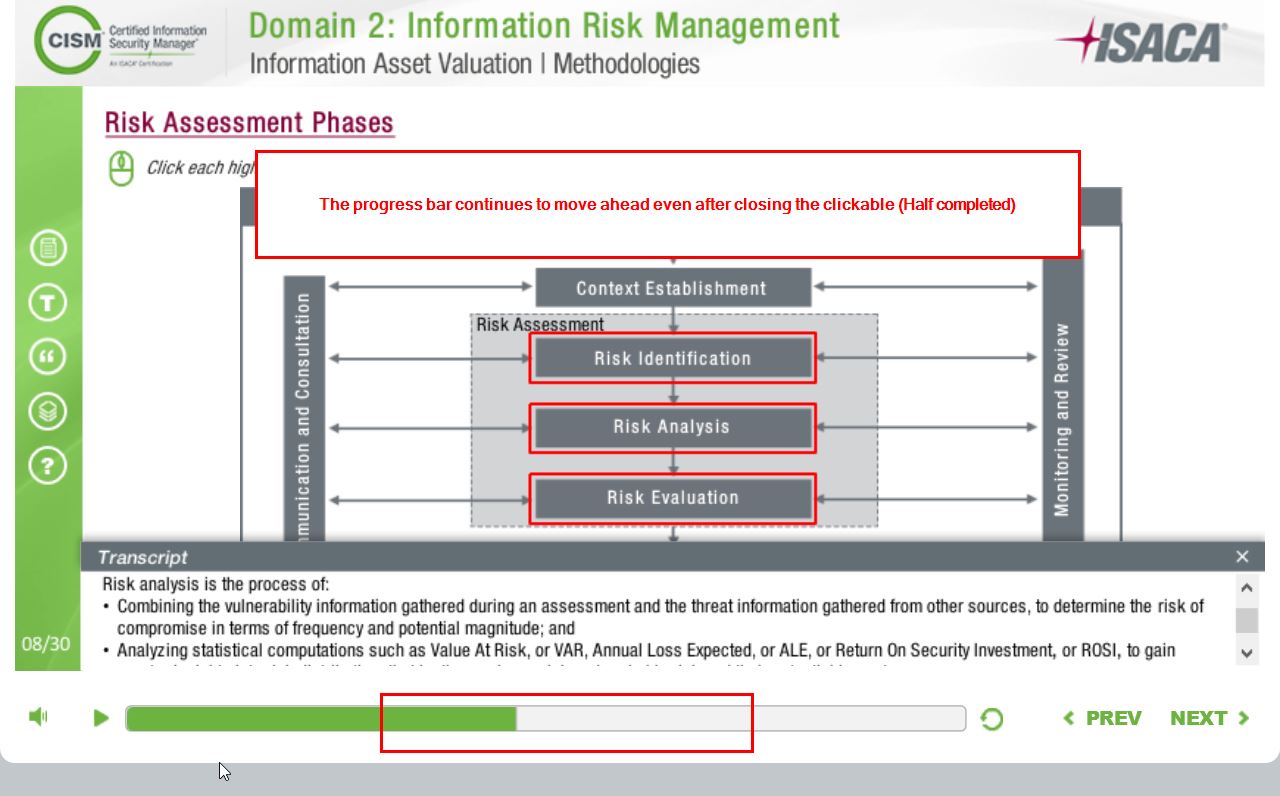 CISM
Certified Information
Security Manager®
An ISACA® Certification
Domain 2: Information Risk Management
Information Asset Valuation | Methodologies
ISACA®
Risk Assessment Phases
Click each hig
The progress bar continues to move ahead even after closing the clickable (Half completed)
Context Establishment
Risk Assessment
Risk Identification
Risk Analysis
Risk Evaluation
munication and Consultation
Monitoring and Review
T
“
?
08/30
Transcript
Risk analysis is the process of:
• Combining the vulnerability information gathered during an assessment and the threat information gathered from other sources, to determine the risk of
compromise in terms of frequency and potential magnitude; and
• Analyzing statistical computations such as Value At Risk, or VAR, Annual Loss Expected, or ALE, or Return On Security Investment, or ROSI, to gain
PREV
NEXT